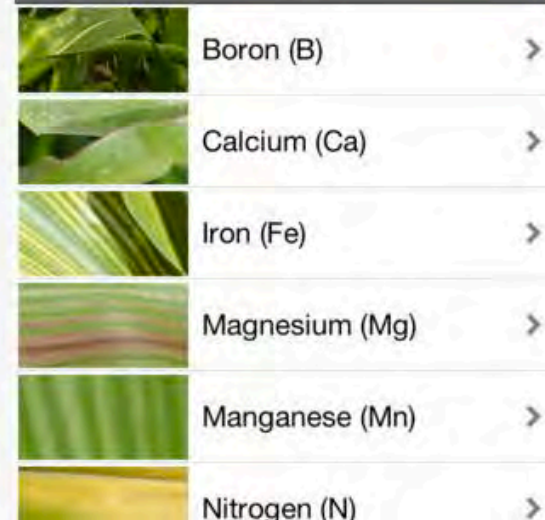 Boron (B)
Calcium (Ca)
Iron (Fe)
Magnesium (Mg)
Manganese (Mn)
Nitrogen (N)